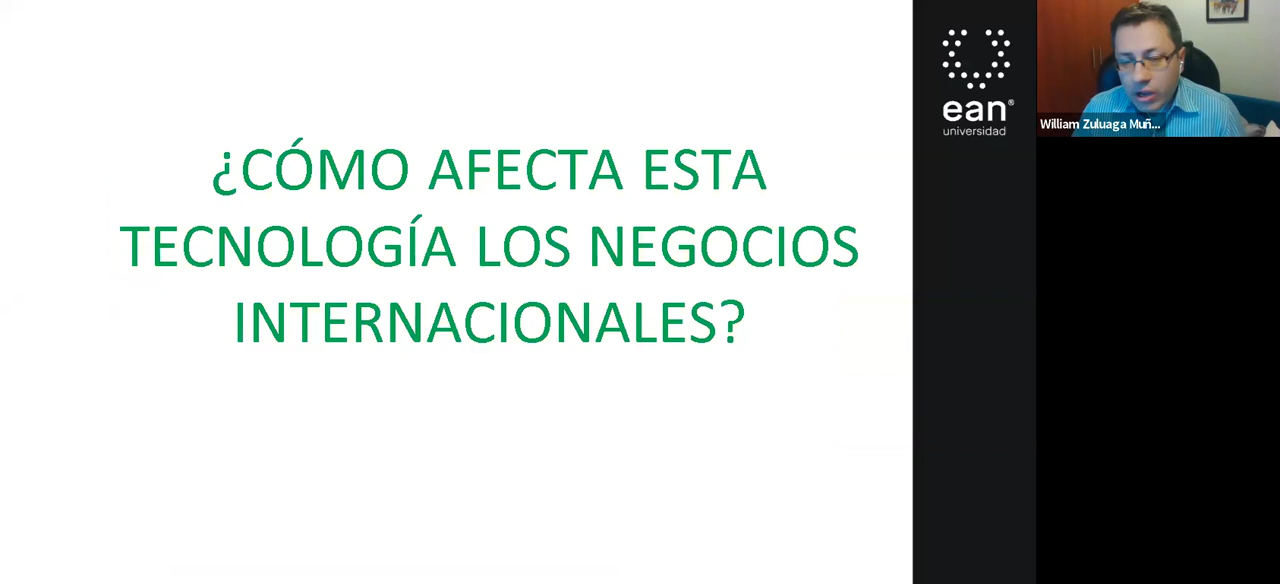 ¿CÓMO AFECTA ESTA
TECNOLOGÍA LOS NEGOCIOS
INTERNACIONALES?
ean®
universidad
William Zuluaga Muñ...